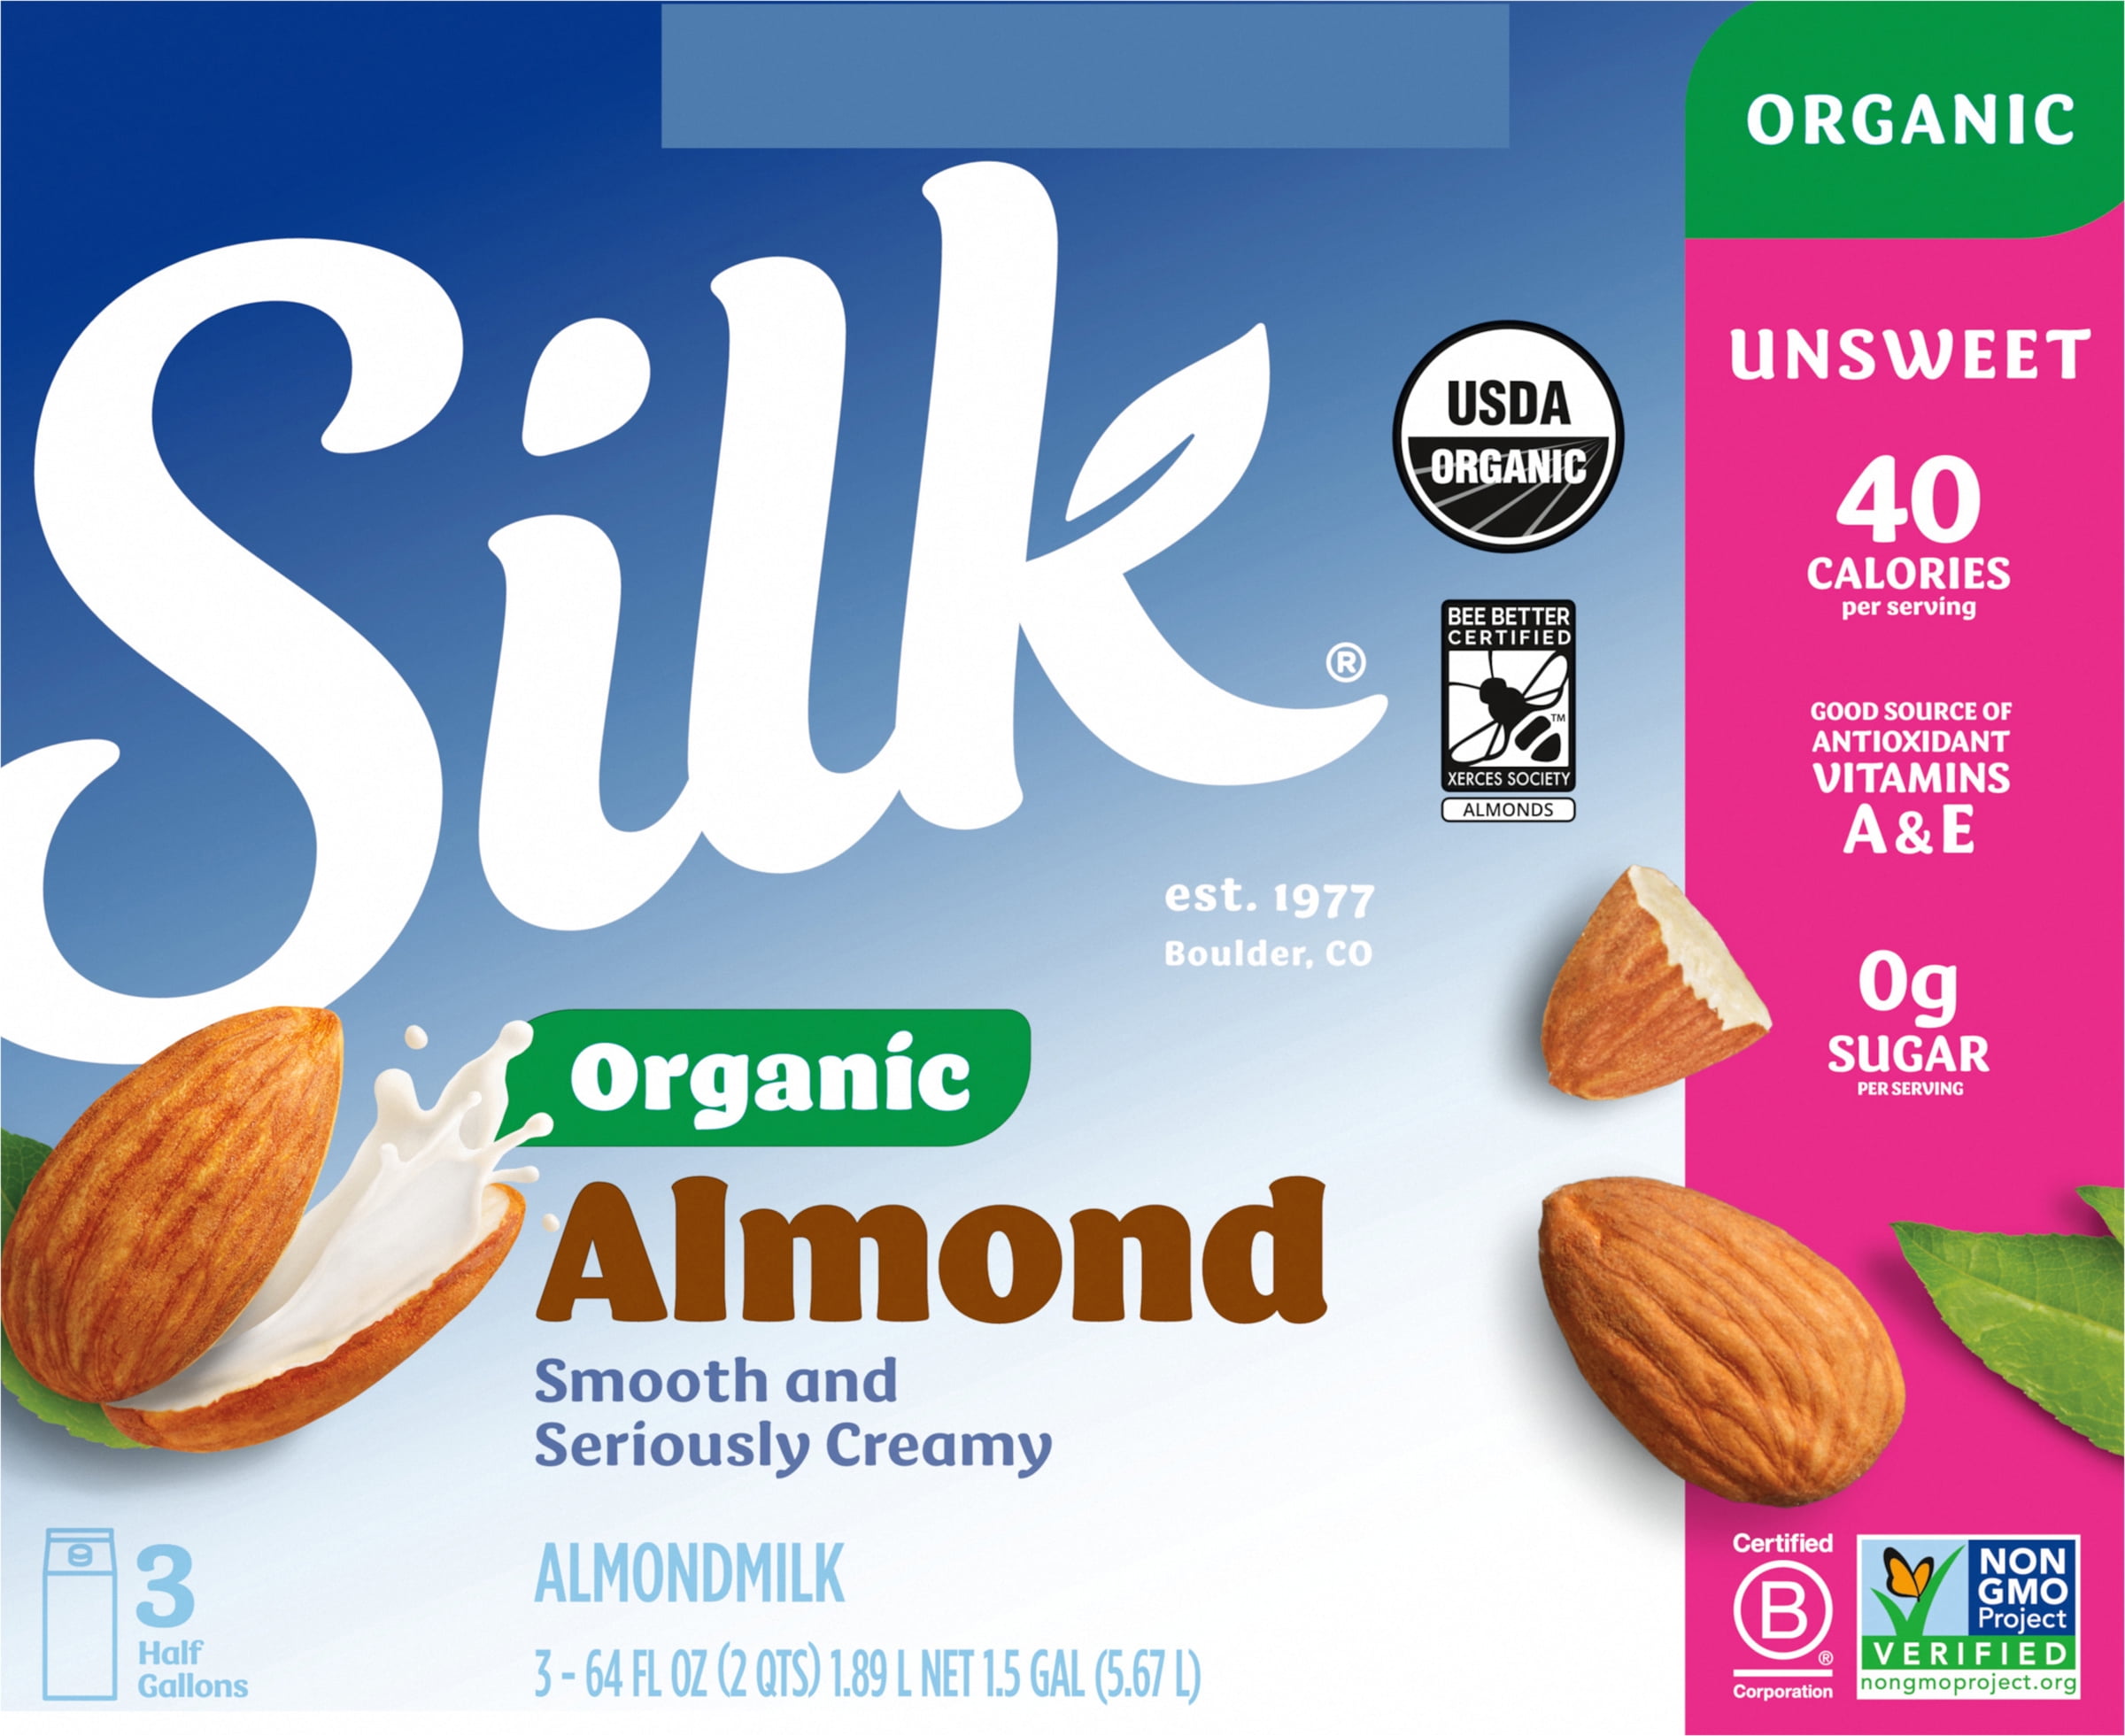 Silk®
est. 1977
Boulder, CO
Organic
Almond
Smooth and
Seriously Creamy
ALMONDMILK
3 - 64 FL OZ (2 QTS) 1.89 L NET 1.5 GAL (5.67 L)
3
Half
Gallons
USDA
ORGANIC
BEE BETTER
CERTIFIED
TM
XERCES SOCIETY
ALMONDS
ORGANIC
UNSWEET
40
CALORIES
per serving
GOOD SOURCE OF
ANTIOXIDANT
VITAMINS
A & E
0g
SUGAR
PER SERVING
Certified
B®
Corporation
NON
GMO
Project
VERIFIED
nongmoproject.org